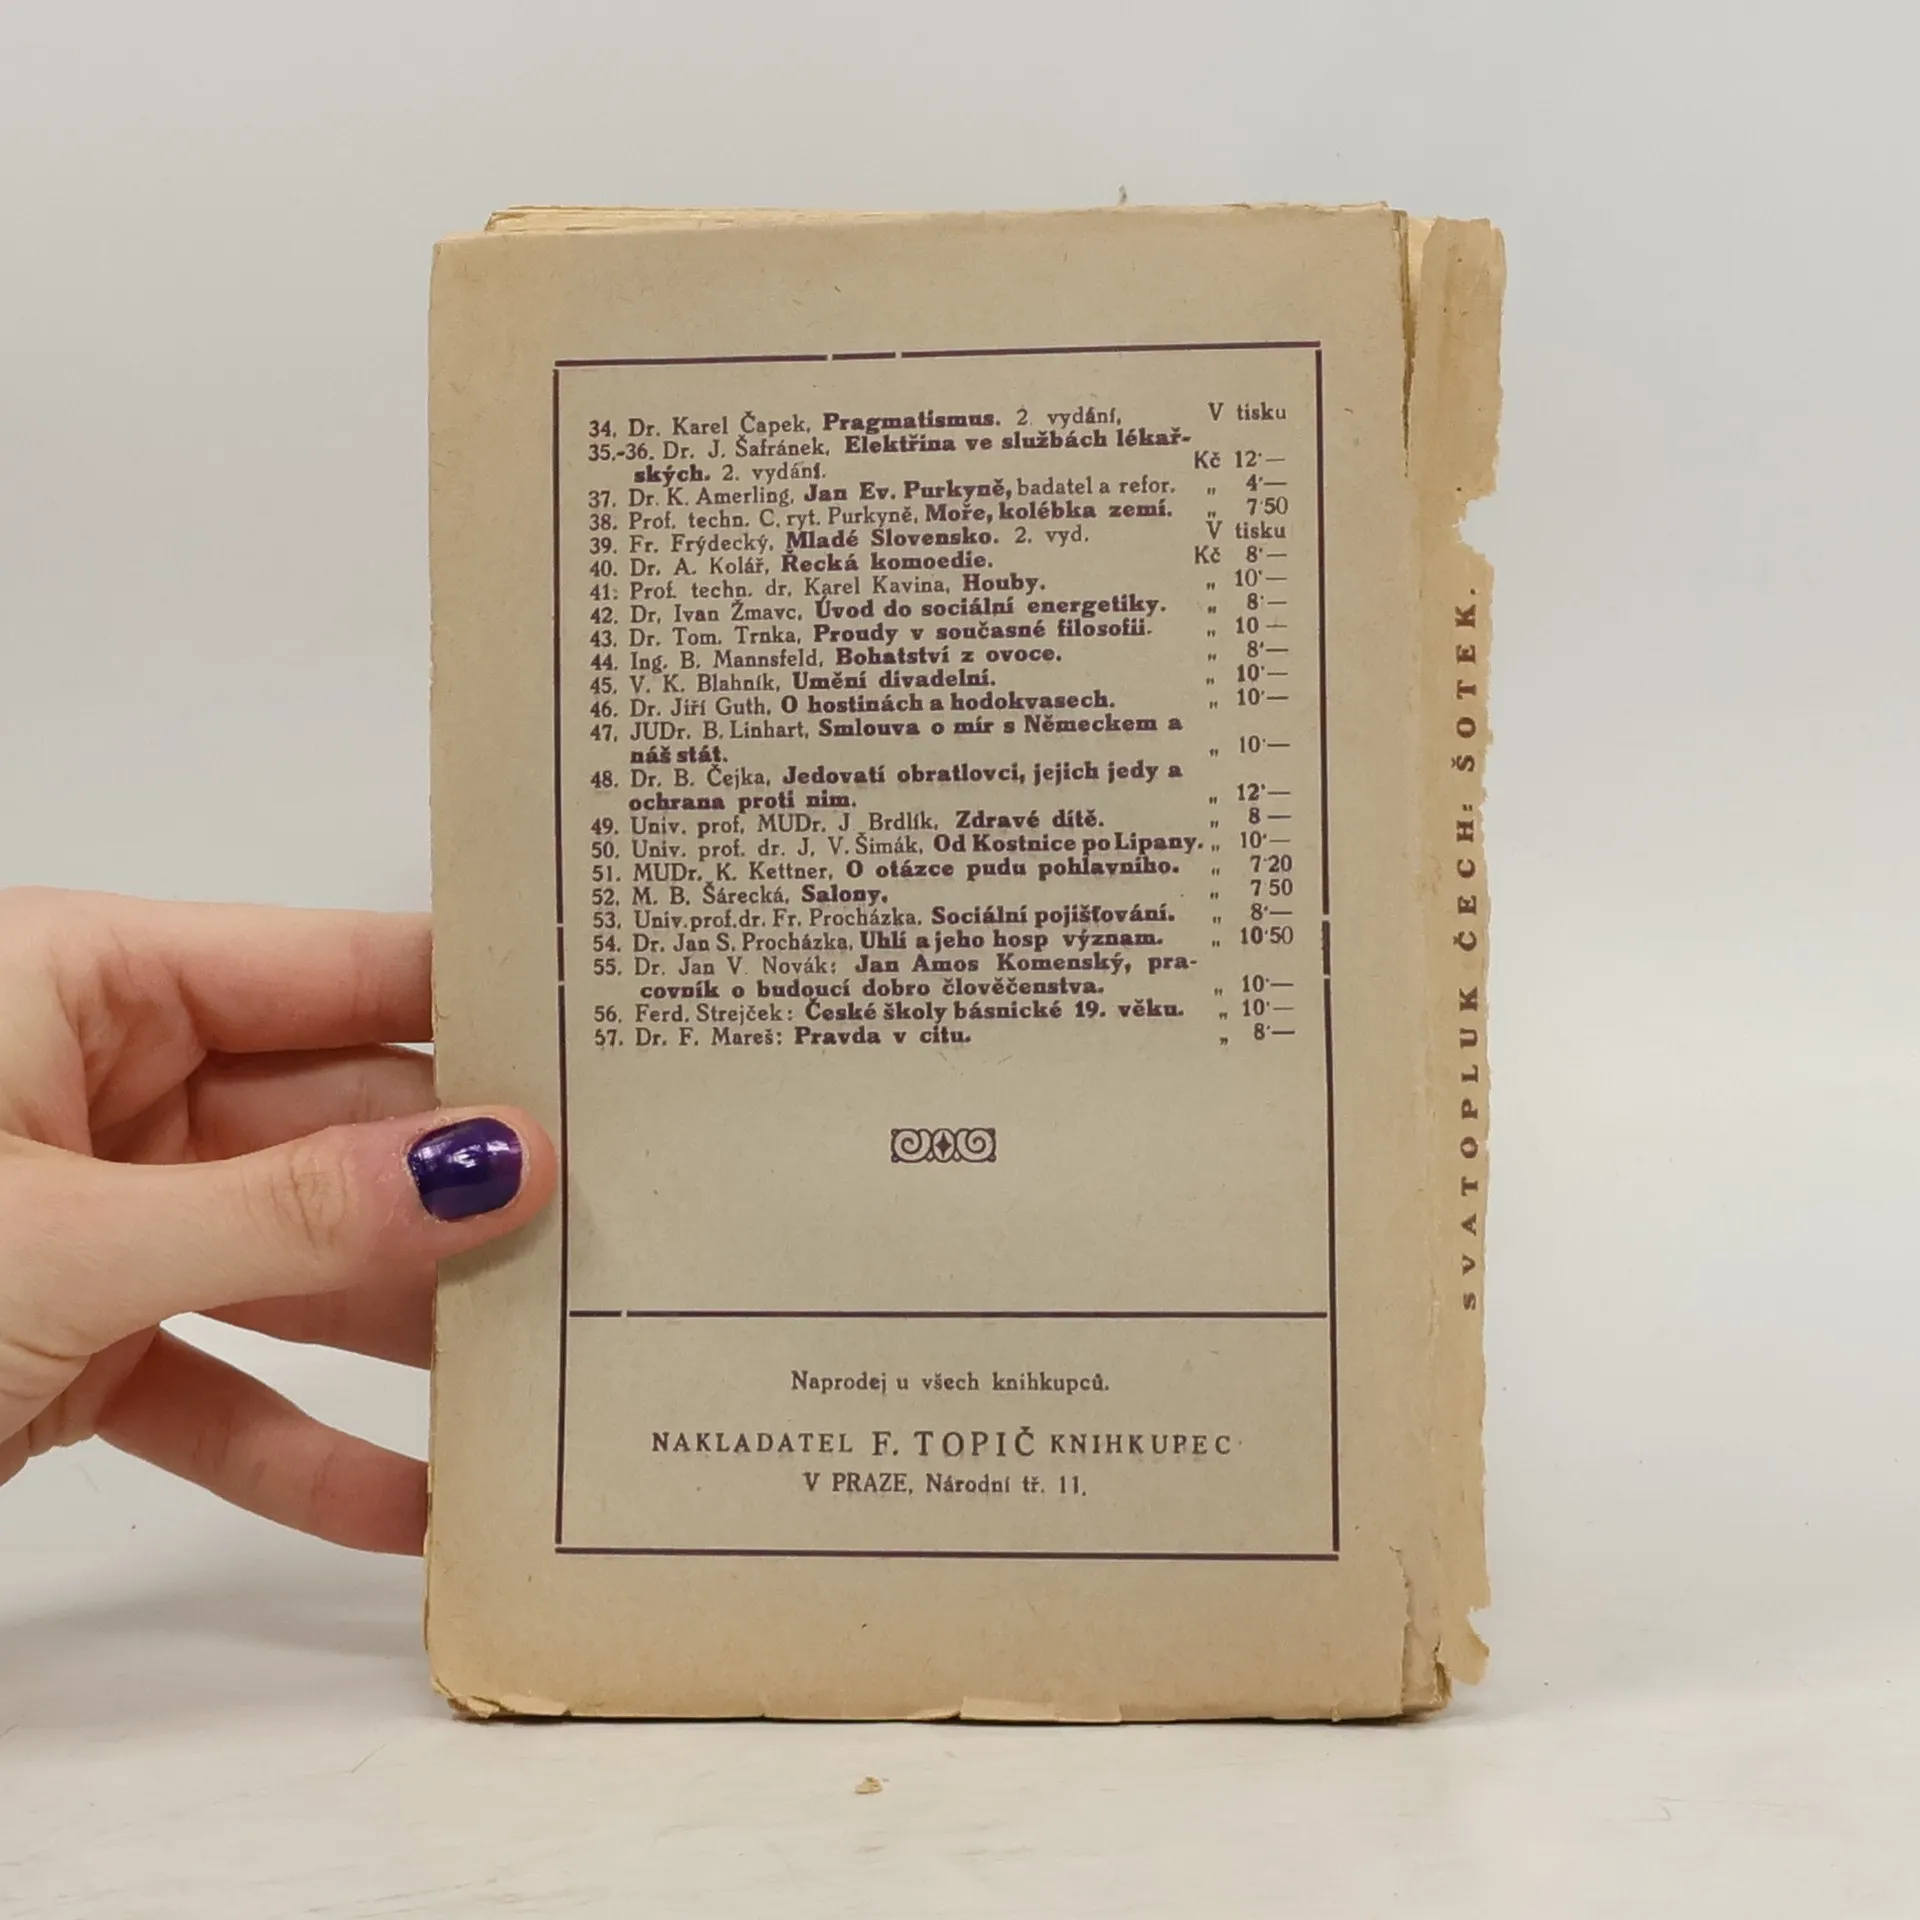 34. Dr. Karel Čapek, Pragmatismus. 2. vydání, V tisku
35.-36. Dr. J. Šafránek, Elektřina ve službách lékař-
ských. 2. vydání. Kč 12·—
37. Dr. K. Amerling, Jan Ev. Purkyně, badatel a refor. „ 4·—
38. Prof. techn. C. ryt. Purkyně, Moře, kolébka zemí. „ 7·50
39. Fr. Frýdecký, Mladé Slovensko. 2. vyd. V tisku
40. Dr. A. Kolář, Řecká komoedie. Kč 8·—
41: Prof. techn. dr. Karel Kavina, Houby. „ 10·—
42. Dr, Ivan Žmavc, Úvod do sociální energetiky. „ 8·—
43. Dr. Tom. Trnka, Proudy v současné filosofii. „ 10 —
44. Ing. B. Mannsfeld, Bohatství z ovoce. „ 8·—
45. V. K. Blahník, Umění divadelní. „ 10·—
46. Dr. Jiří Guth, O hostinách a hodokvasech. „ 10·—
47. JUDr. B. Linhart, Smlouva o mír s Německem a
náš stát. „ 10·—
48. Dr. B. Čejka, Jedovatí obratlovci, jejich jedy a
ochrana proti nim. „ 12·—
49. Univ. prof. MUDr. J Brdlík, Zdravé dítě. „ 8 —
50. Univ. prof. dr. J. V. Šimák, Od Kostnice po Lipany. „ 10·—
51. MUDr. K. Kettner, O otázce pudu pohlavního. „ 7·20
52. M. B. Šárecká, Salony. „ 7 50
53. Univ. prof. dr. Fr. Procházka, Sociální pojišťování. „ 8·—
54. Dr. Jan S. Procházka, Uhlí a jeho hosp význam. „ 10·50
55. Dr. Jan V. Novák: Jan Amos Komenský, pra-
covník o budoucí dobro člověčenstva. „ 10·—
56. Ferd. Strejček: České školy básnické 19. věku. „ 10·—
57. Dr. F. Mareš: Pravda v citu. „ 8·—
Naprodej u všech knihkupců.
NAKLADATEL F. TOPIČ KNIHKUPEC
V PRAZE, Národní tř. 11.
SVATOPLUK ČECH: ŠOTEK.